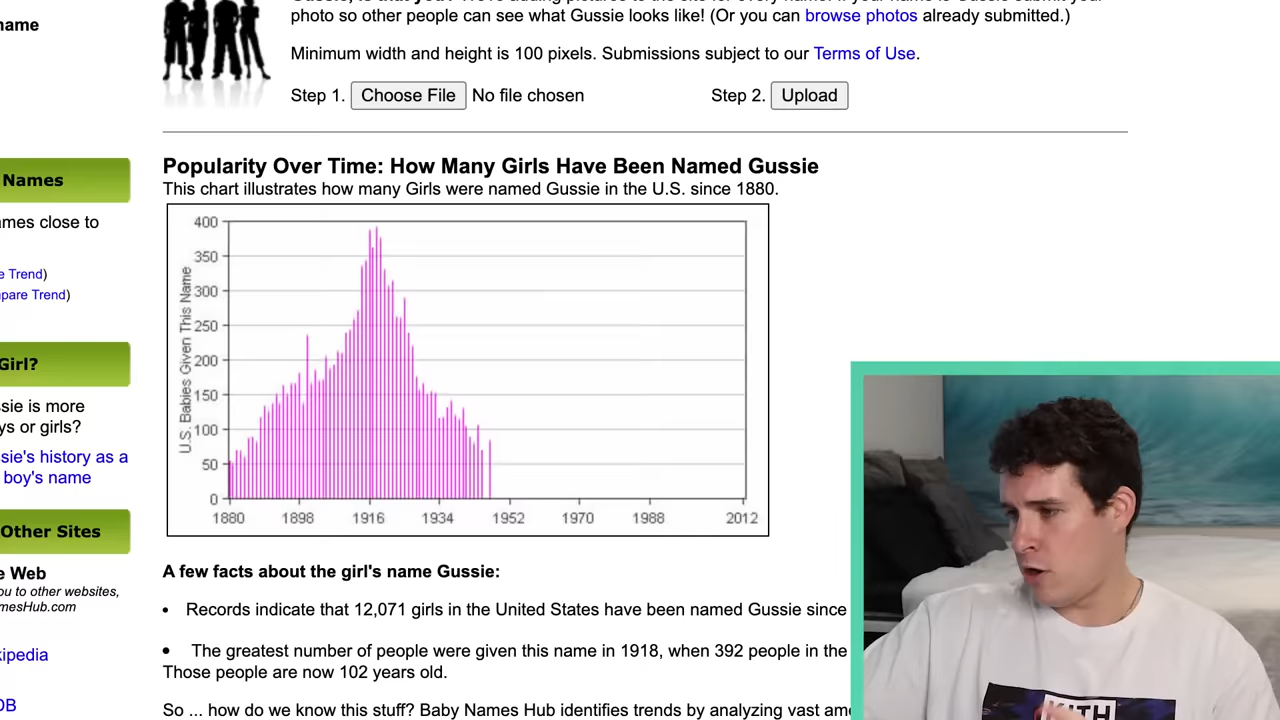 name
photo so other people can see what Gussie looks like! (Or you can browse photos already submitted.)
Minimum width and height is 100 pixels. Submissions subject to our Terms of Use.
Step 1. Choose File No file chosen Step 2. Upload
Names
mes close to
e Trend)
pare Trend)
Girl?
sie is more
ys or girls?
sie's history as a
boy's name
Other Sites
e Web
ou to other websites,
mesHub.com
kipedia
DB
Popularity Over Time: How Many Girls Have Been Named Gussie
This chart illustrates how many Girls were named Gussie in the U.S. since 1880.
U.S. Babies Given This Name
400
350
300
250
200
150
100
50
0
1880 1898 1916 1934 1952 1970 1988 2012
A few facts about the girl's name Gussie:
• Records indicate that 12,071 girls in the United States have been named Gussie since
• The greatest number of people were given this name in 1918, when 392 people in the
Those people are now 102 years old.
So ... how do we know this stuff? Baby Names Hub identifies trends by analyzing vast am
KITH